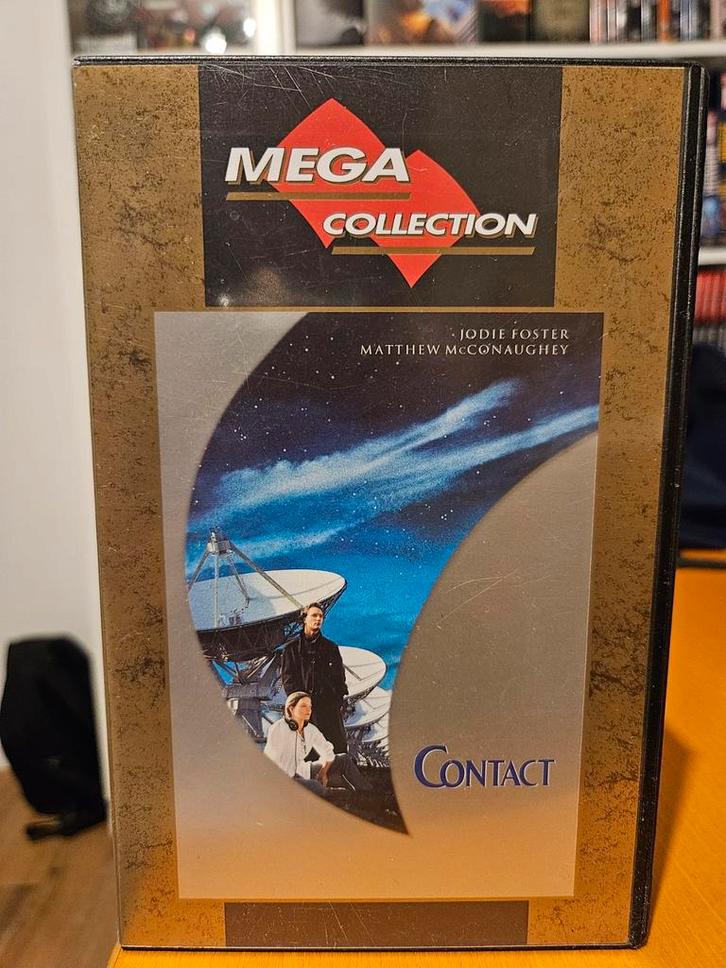 MEGA
COLLECTION
JODIE FOSTER
MATTHEW McCONAUGHEY
CONTACT